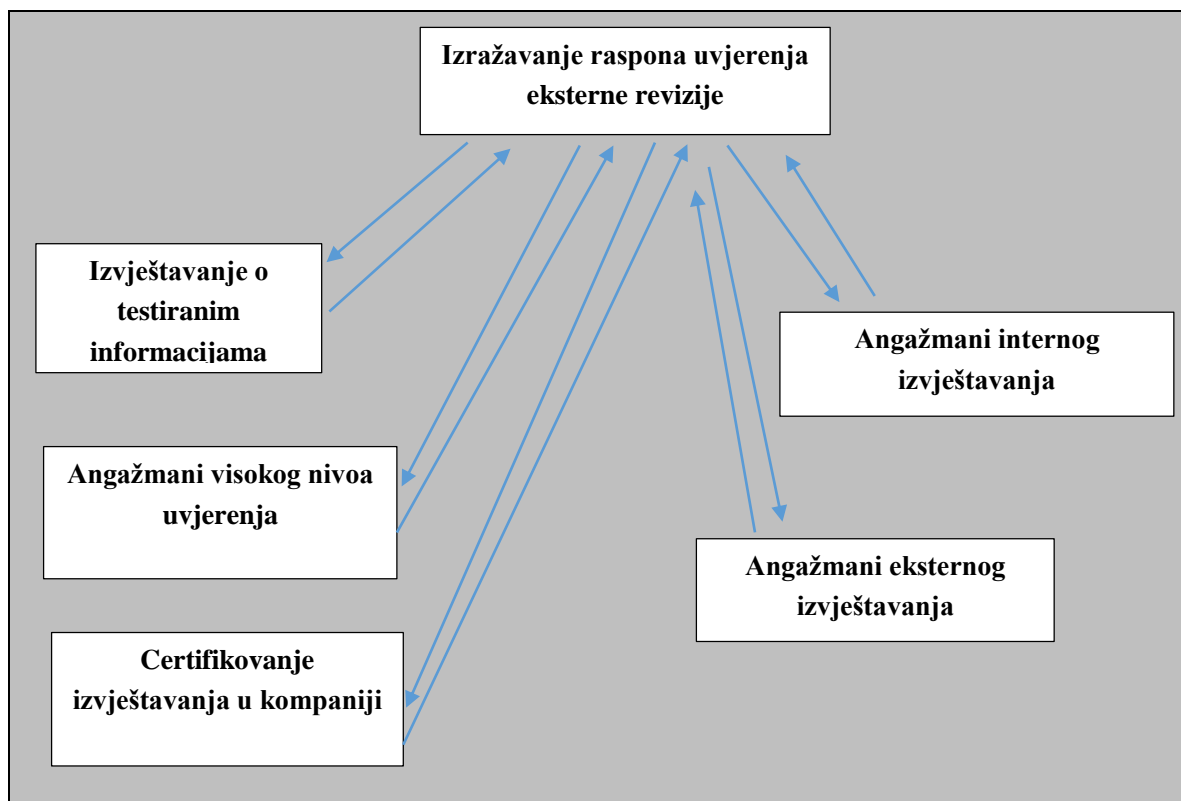 Izražavanje raspona uvjerenja
eksterne revizije
Izvještavanje o
testiranim
informacijama
Angažmani internog
izvještavanja
Angažmani visokog nivoa
uvjerenja
Angažmani eksternog
izvještavanja
Certifikovanje
izvještavanja u kompaniji